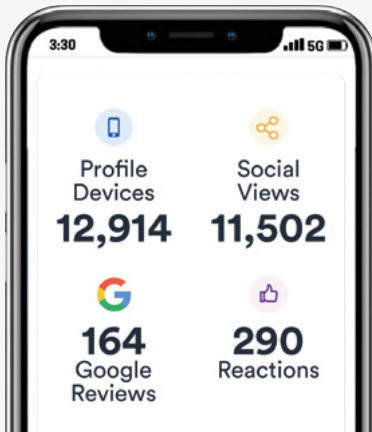 3:30
5G
Profile
Devices
12,914
Social
Views
11,502
164
Google
Reviews
290
Reactions